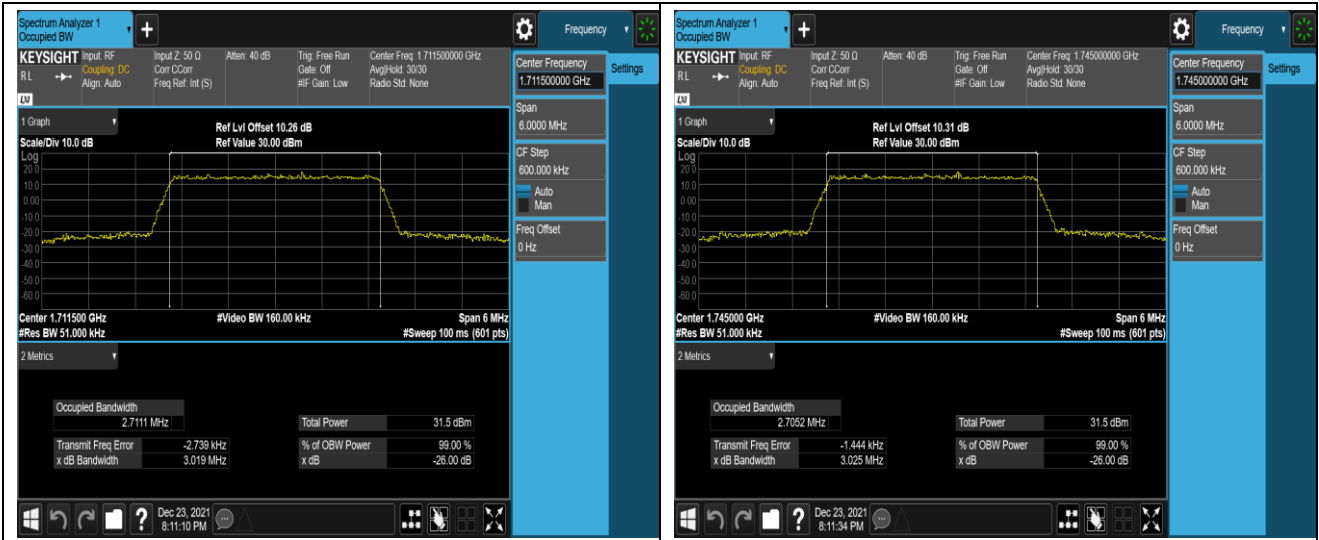 Spectrum Analyzer 1
Occupied BW
+
Frequency
KEYSIGHT
Input: RF
Coupling: DC
Align: Auto
Input Z: 50 Ω
Corr CCorr
Freq Ref: Int (S)
Atten: 40 dB
Trig: Free Run
Gate: Off
#IF Gain: Low
Center Freq: 1.711500000 GHz
Avg|Hold: 30/30
Radio Std: None
RL
LXI
Center Frequency
1.711500000 GHz
Settings
Span
6.0000 MHz
CF Step
600.000 kHz
Auto
Man
Freq Offset
0 Hz
1 Graph
Scale/Div 10.0 dB
Ref Lvl Offset 10.26 dB
Ref Value 30.00 dBm
Log
20.0
10.0
0.00
-10.0
-20.0
-30.0
-40.0
-50.0
-60.0
Center 1.711500 GHz
#Video BW 160.00 kHz
Span 6 MHz
#Res BW 51.000 kHz
#Sweep 100 ms (601 pts)
2 Metrics
Occupied Bandwidth
2.7111 MHz
Total Power 31.5 dBm
Transmit Freq Error -2.739 kHz
% of OBW Power 99.00 %
x dB Bandwidth 3.019 MHz
x dB -26.00 dB
?
Dec 23, 2021
8:11:10 PM
Spectrum Analyzer 1
Occupied BW
+
Frequency
KEYSIGHT
Input: RF
Coupling: DC
Align: Auto
Input Z: 50 Ω
Corr CCorr
Freq Ref: Int (S)
Atten: 40 dB
Trig: Free Run
Gate: Off
#IF Gain: Low
Center Freq: 1.745000000 GHz
Avg|Hold: 30/30
Radio Std: None
RL
LXI
Center Frequency
1.745000000 GHz
Settings
Span
6.0000 MHz
CF Step
600.000 kHz
Auto
Man
Freq Offset
0 Hz
1 Graph
Scale/Div 10.0 dB
Ref Lvl Offset 10.31 dB
Ref Value 30.00 dBm
Log
20.0
10.0
0.00
-10.0
-20.0
-30.0
-40.0
-50.0
-60.0
Center 1.745000 GHz
#Video BW 160.00 kHz
Span 6 MHz
#Res BW 51.000 kHz
#Sweep 100 ms (601 pts)
2 Metrics
Occupied Bandwidth
2.7052 MHz
Total Power 31.5 dBm
Transmit Freq Error -1.444 kHz
% of OBW Power 99.00 %
x dB Bandwidth 3.025 MHz
x dB -26.00 dB
?
Dec 23, 2021
8:11:34 PM